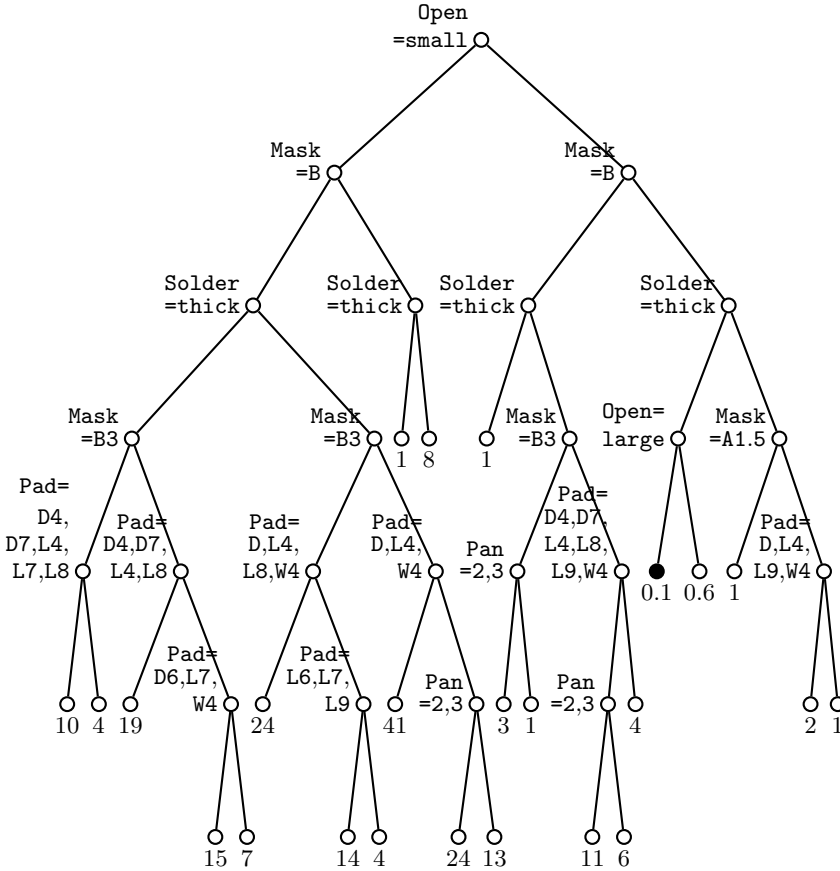 Open
=small
Mask
=B
Mask
=B
Solder
=thick
Solder
=thick
Solder
=thick
Solder
=thick
Mask
=B3
Mask
=B3
1
8
1
Mask
=B3
Open=
large
Mask
=A1.5
Pad=
D4,
D7,L4,
L7,L8
Pad=
D4,D7,
L4,L8
Pad=
D,L4,
L8,W4
Pad=
D,L4,
W4
Pan
=2,3
Pad=
D4,D7,
L4,L8,
L9,W4
0.1
0.6
1
Pad=
D,L4,
L9,W4
10
4
19
Pad=
D6,L7,
W4
24
Pad=
L6,L7,
L9
41
Pan
=2,3
3
1
Pan
=2,3
4
2
1
15
7
14
4
24
13
11
6